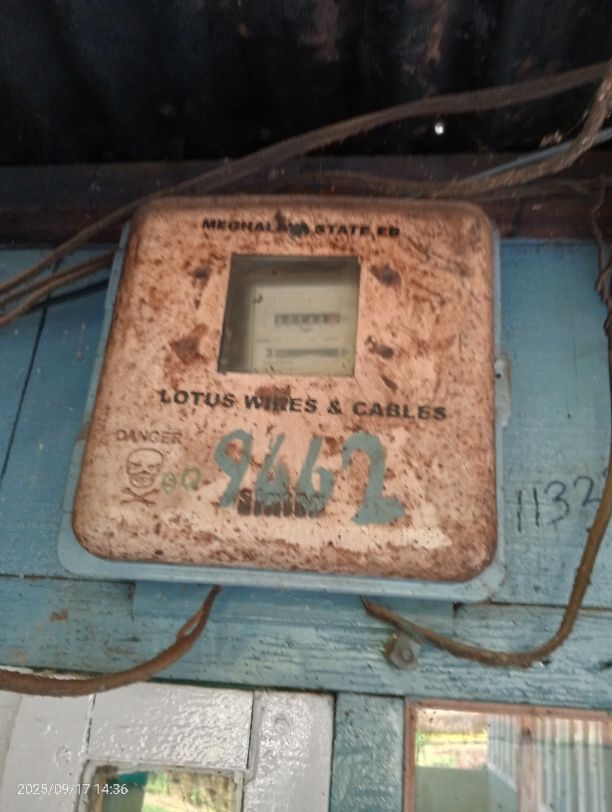 MEGHALAYA STATE EB
LOTUS WIRES & CABLES
DANGER
9462
1132
2025/09/17 14:36